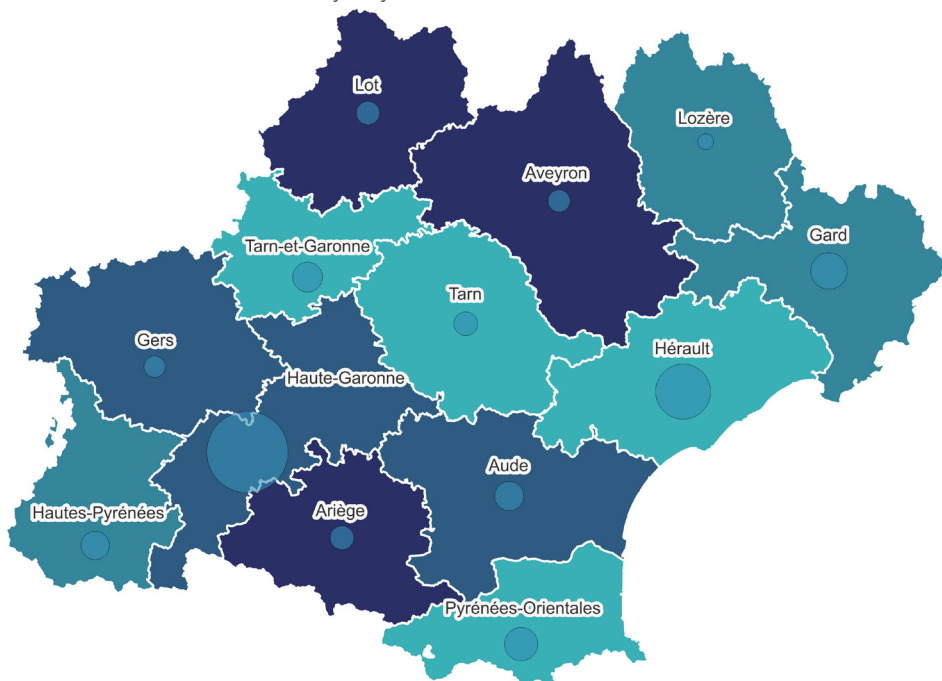 Lot
Lozère
Aveyron
Gard
Tarn-et-Garonne
Tarn
Gers
Hérault
Haute-Garonne
Aude
Hautes-Pyrénées
Ariège
Pyrénées-Orientales